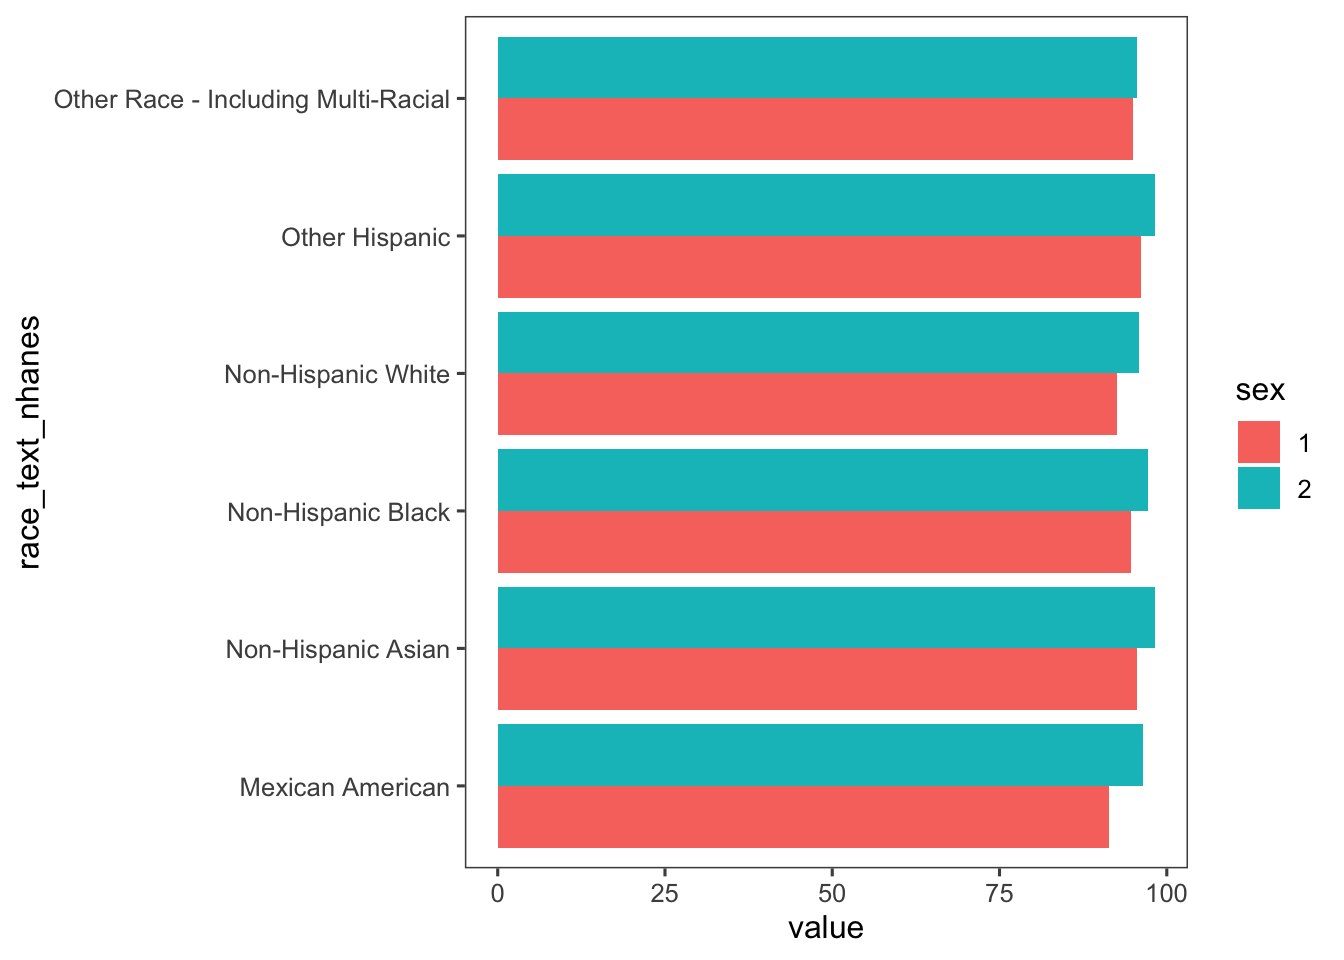 Other Race - Including Multi-Racial
Other Hispanic
Non-Hispanic White
Non-Hispanic Black
Non-Hispanic Asian
Mexican American
race_text_nhanes
0 25 50 75 100
value
sex
1
2